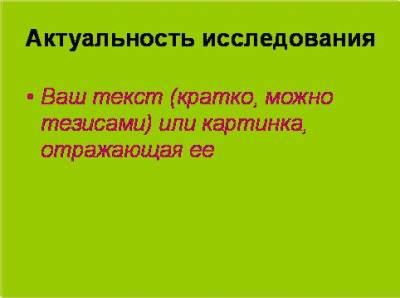 Актуальность исследования
• Ваш текст (кратко, можно
тезисами) или картинка,
отражающая ее